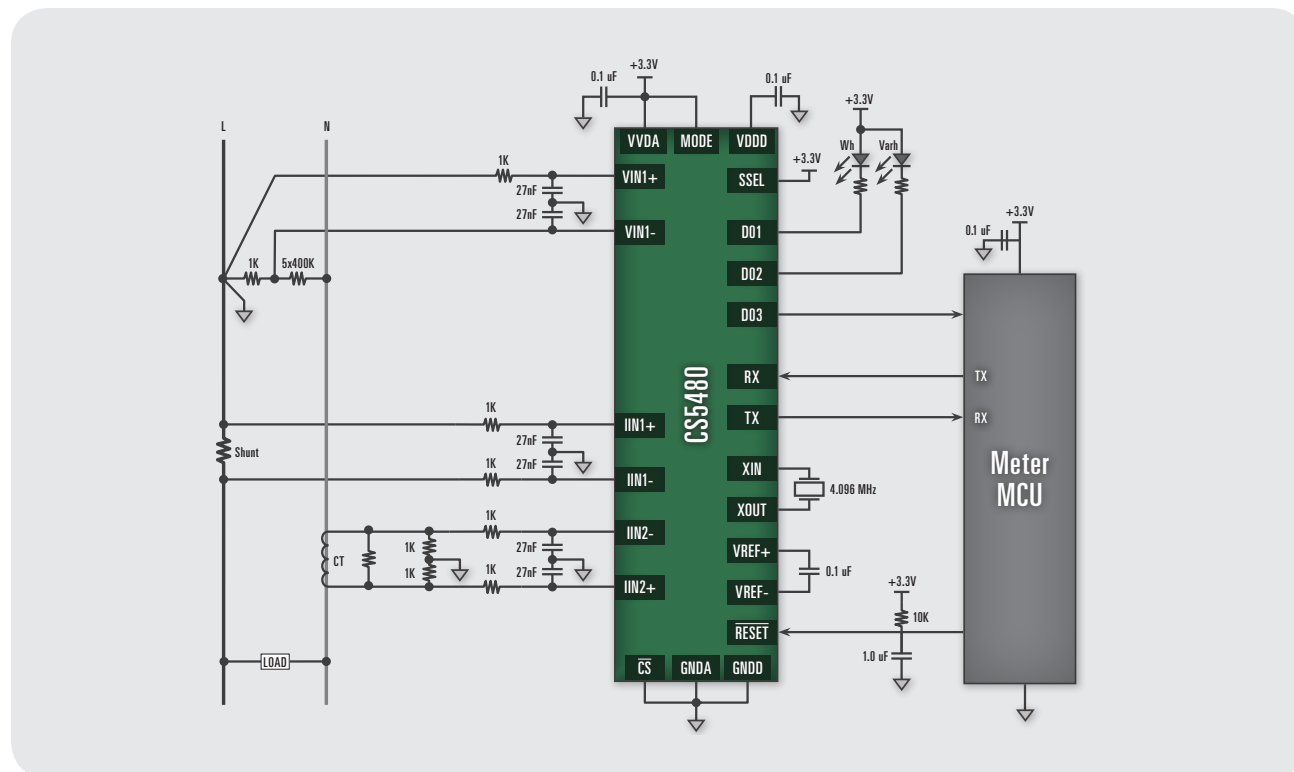 +3.3V
0.1 uF
0.1 uF
+3.3V
L
N
VVDA
MODE
VDDD
Wh
Varh
1K
+3.3V
VIN1+
SSEL
27nF
27nF
+3.3V
VIN1-
DO1
0.1 uF
1K
5x400K
DO2
DO3
CS5480
RX
TX
1K
IIN1+
TX
RX
27nF
Shunt
27nF
1K
IIN1-
XIN
4.096 MHz
Meter
MCU
XOUT
1K
IIN2-
CT
1K
27nF
VREF+
1K
1K
27nF
0.1 uF
IIN2+
VREF-
+3.3V
10K
RESET
1.0 uF
LOAD
CS
GNDA
GNDD